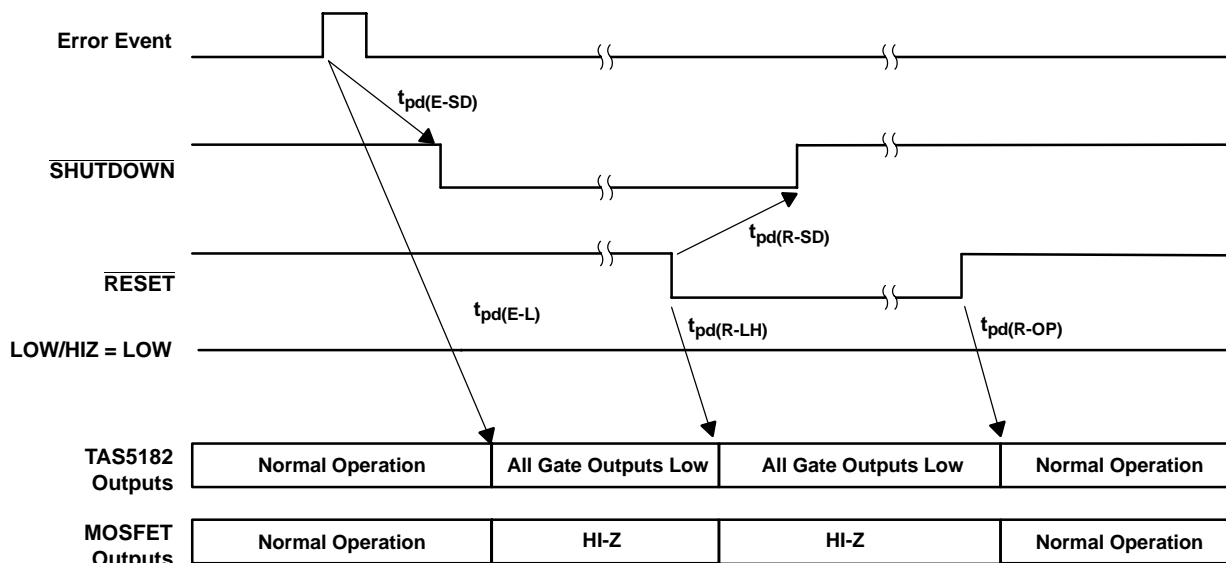 Error Event
tpd(E-SD)
SHUTDOWN
tpd(R-SD)
RESET
tpd(E-L)
tpd(R-LH)
tpd(R-OP)
LOW/HIZ = LOW
TAS5182
Outputs
Normal Operation
All Gate Outputs Low
All Gate Outputs Low
Normal Operation
MOSFET
Outputs
Normal Operation
HI-Z
HI-Z
Normal Operation